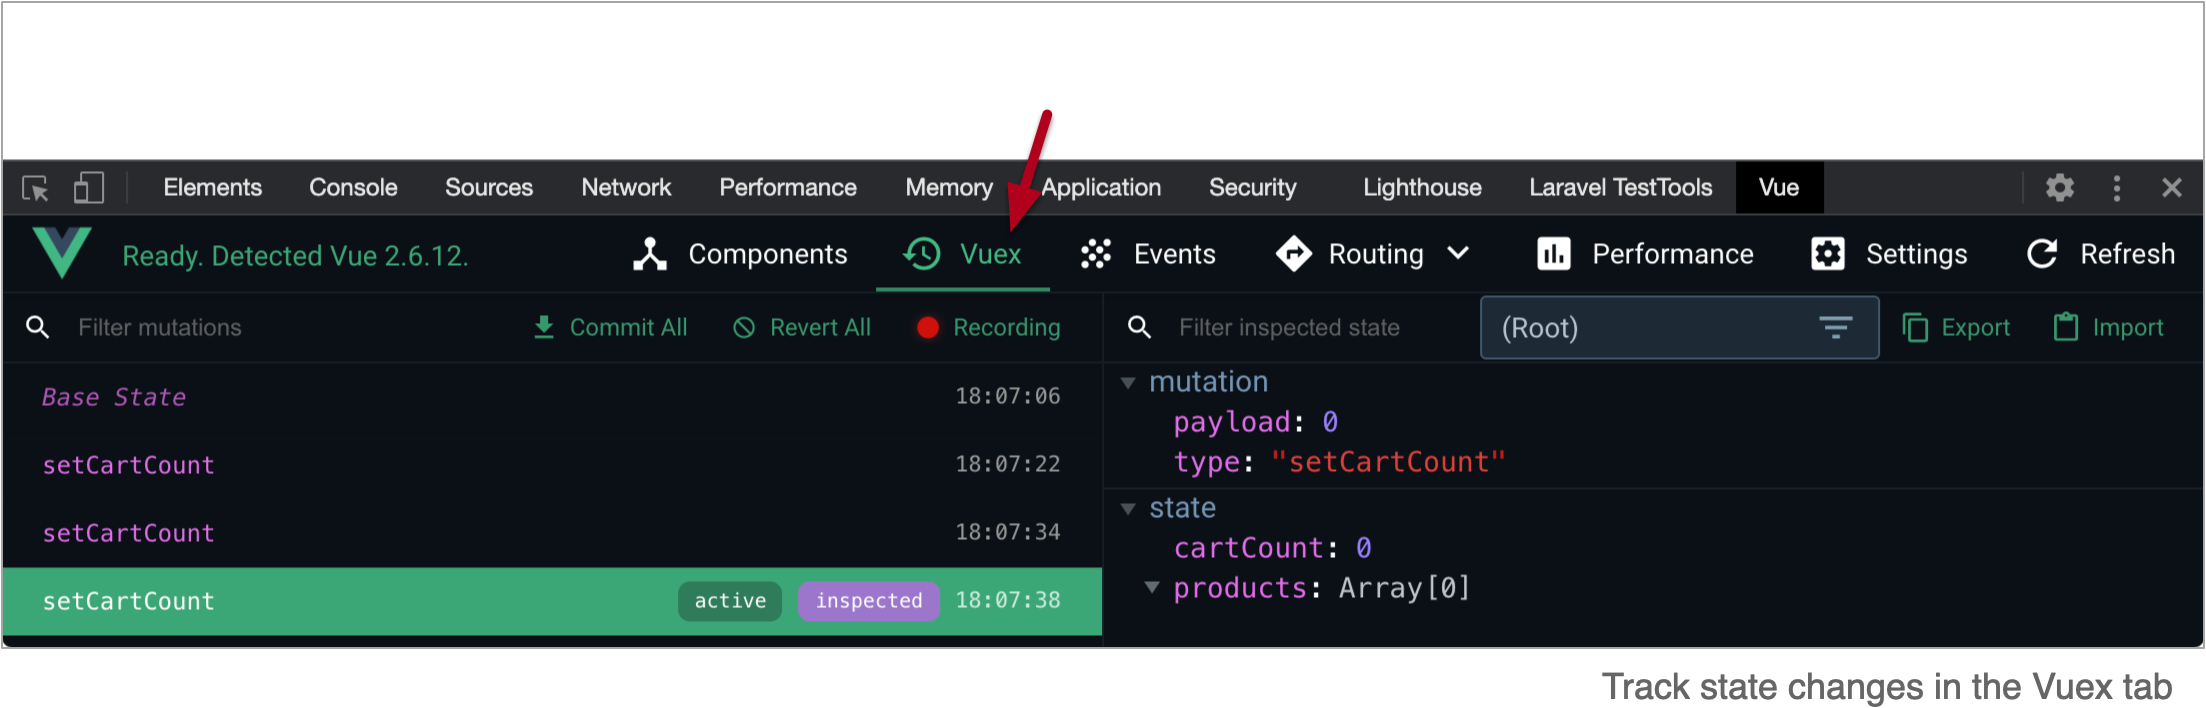 Elements Console Sources Network Performance Memory Application Security Lighthouse Laravel TestTools Vue
Ready. Detected Vue 2.6.12. Components Vuex Events Routing Performance Settings Refresh
Filter mutations Commit All Revert All Recording Filter inspected state (Root) Export Import
Base State 18:07:06
setCartCount 18:07:22
setCartCount 18:07:34
setCartCount active inspected 18:07:38
mutation
payload: 0
type: "setCartCount"
state
cartCount: 0
products: Array[0]
Track state changes in the Vuex tab